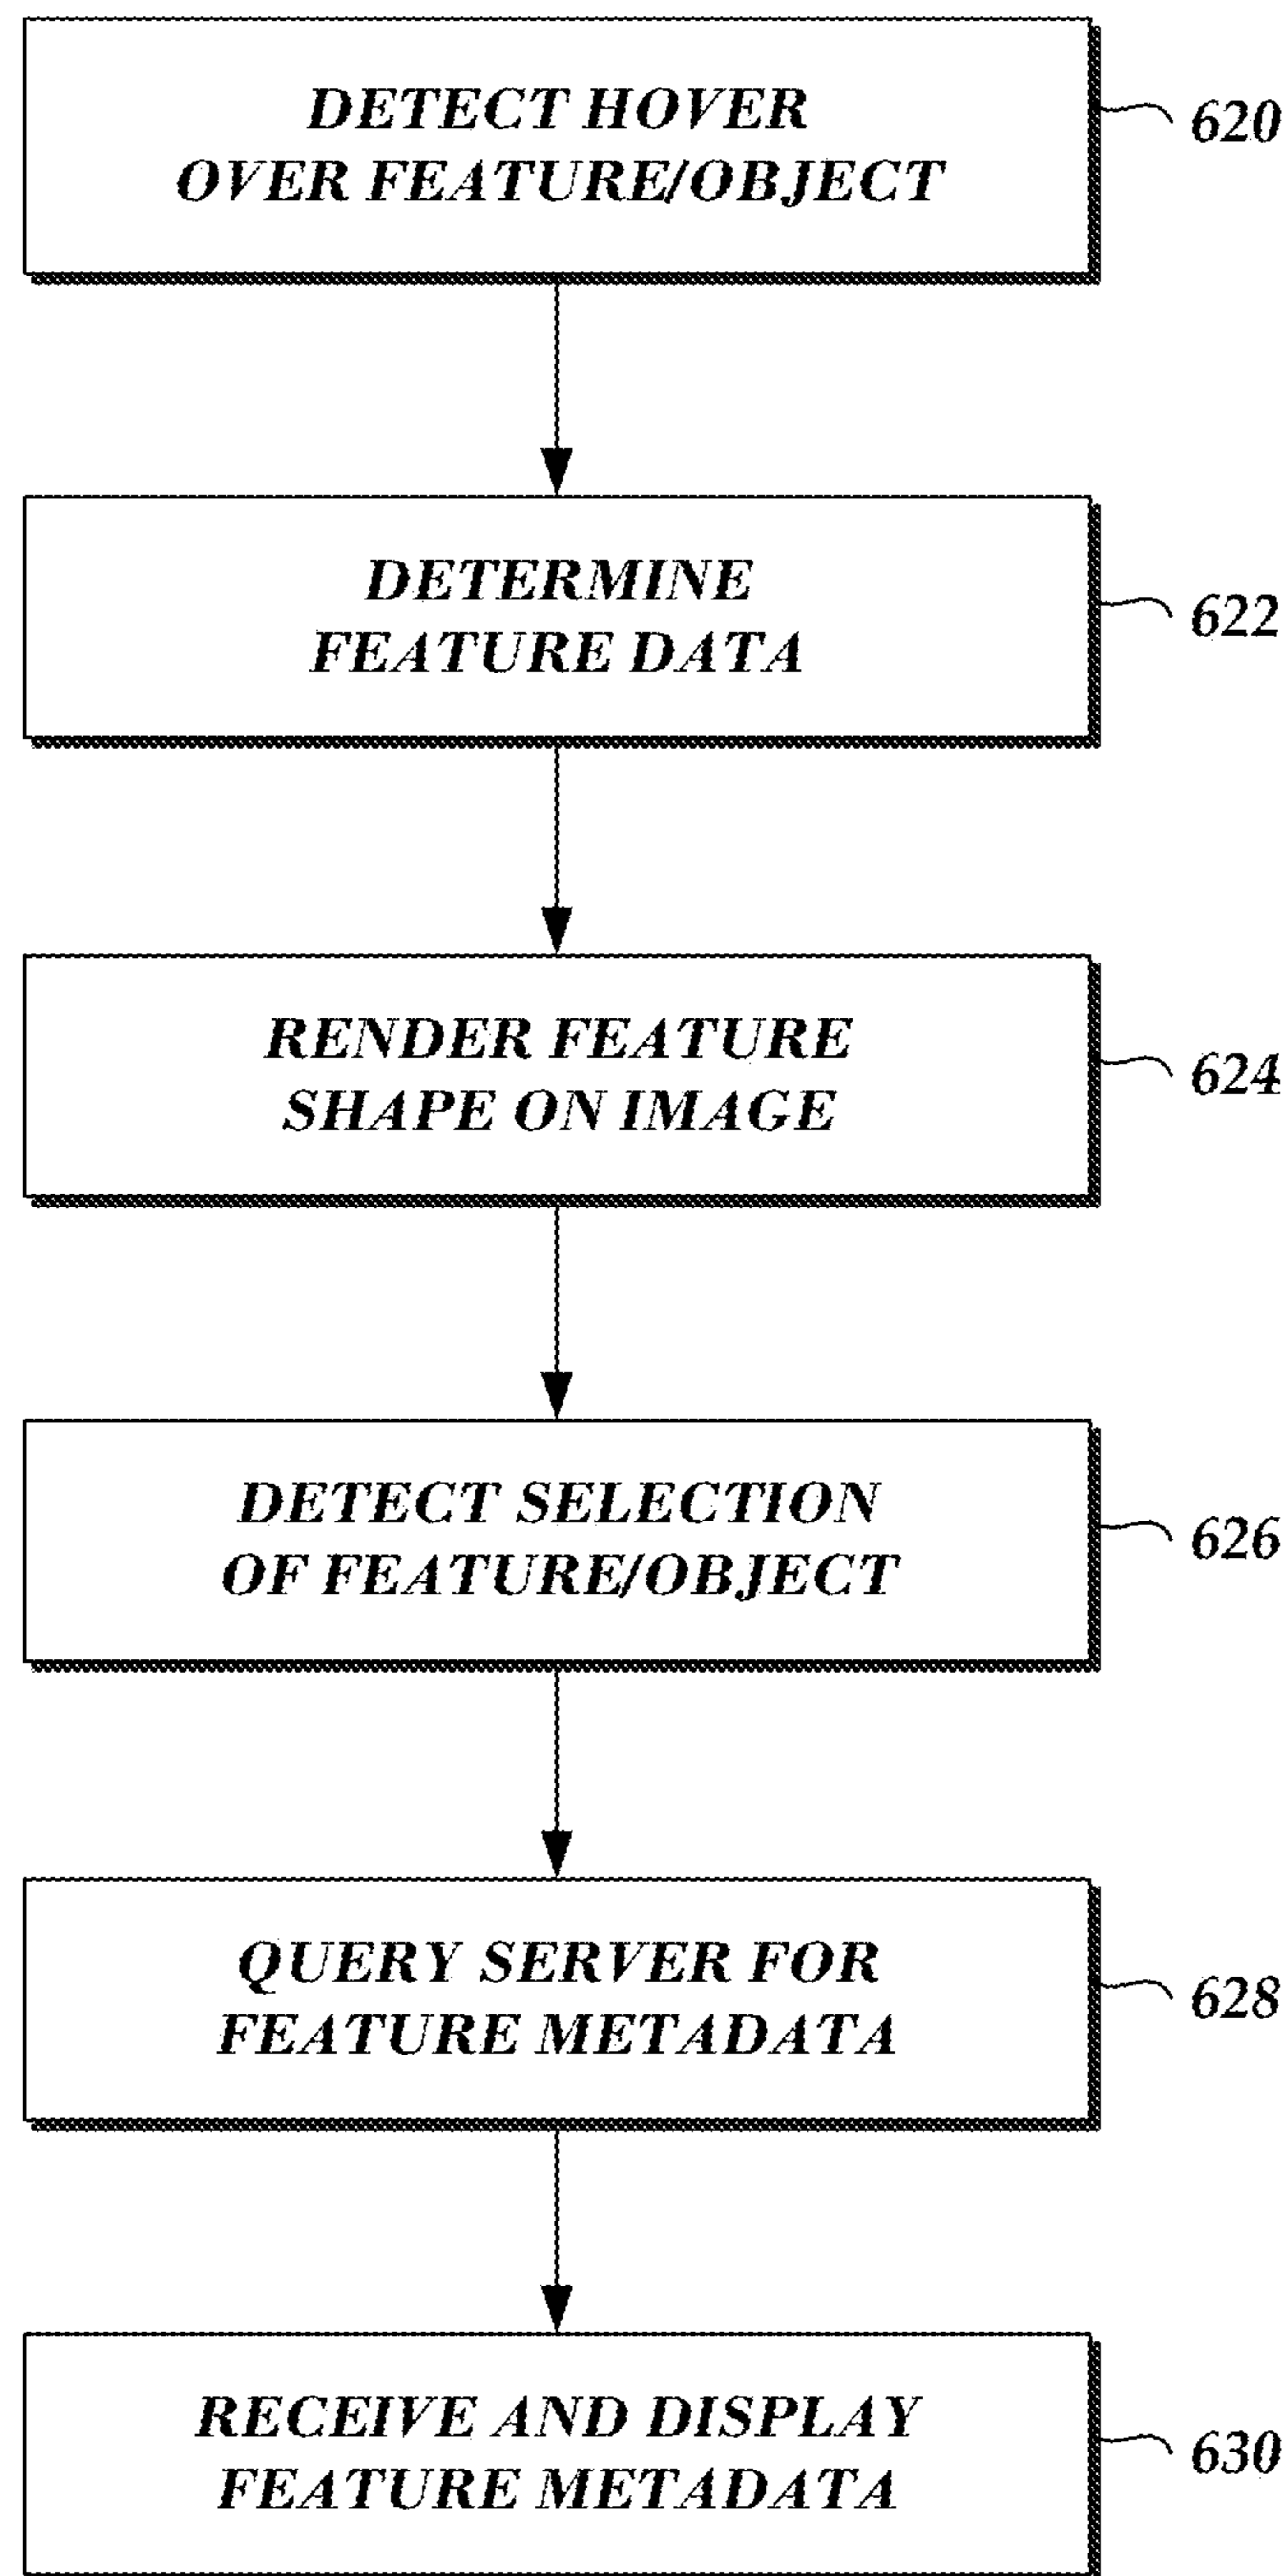 DETECT HOVER
OVER FEATURE/OBJECT
620
DETERMINE
FEATURE DATA
622
RENDER FEATURE
SHAPE ON IMAGE
624
DETECT SELECTION
OF FEATURE/OBJECT
626
QUERY SERVER FOR
FEATURE METADATA
628
RECEIVE AND DISPLAY
FEATURE METADATA
630